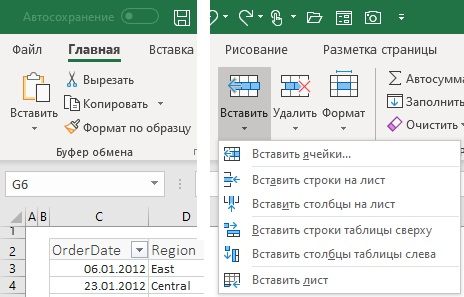 Автосохранение
Файл Главная Вставка
Вырезать
Копировать
Формат по образцу
Вставить
Буфер обмена
G6
A B C D
1
2 OrderDate Region
3 06.01.2012 East
4 23.01.2012 Central
Рисование Разметка страницы
Вставить Удалить Формат
Σ Автосумма
Заполнить
Очистить
Вставить ячейки...
Вставить строки на лист
Вставить столбцы на лист
Вставить строки таблицы сверху
Вставить столбцы таблицы слева
Вставить лист